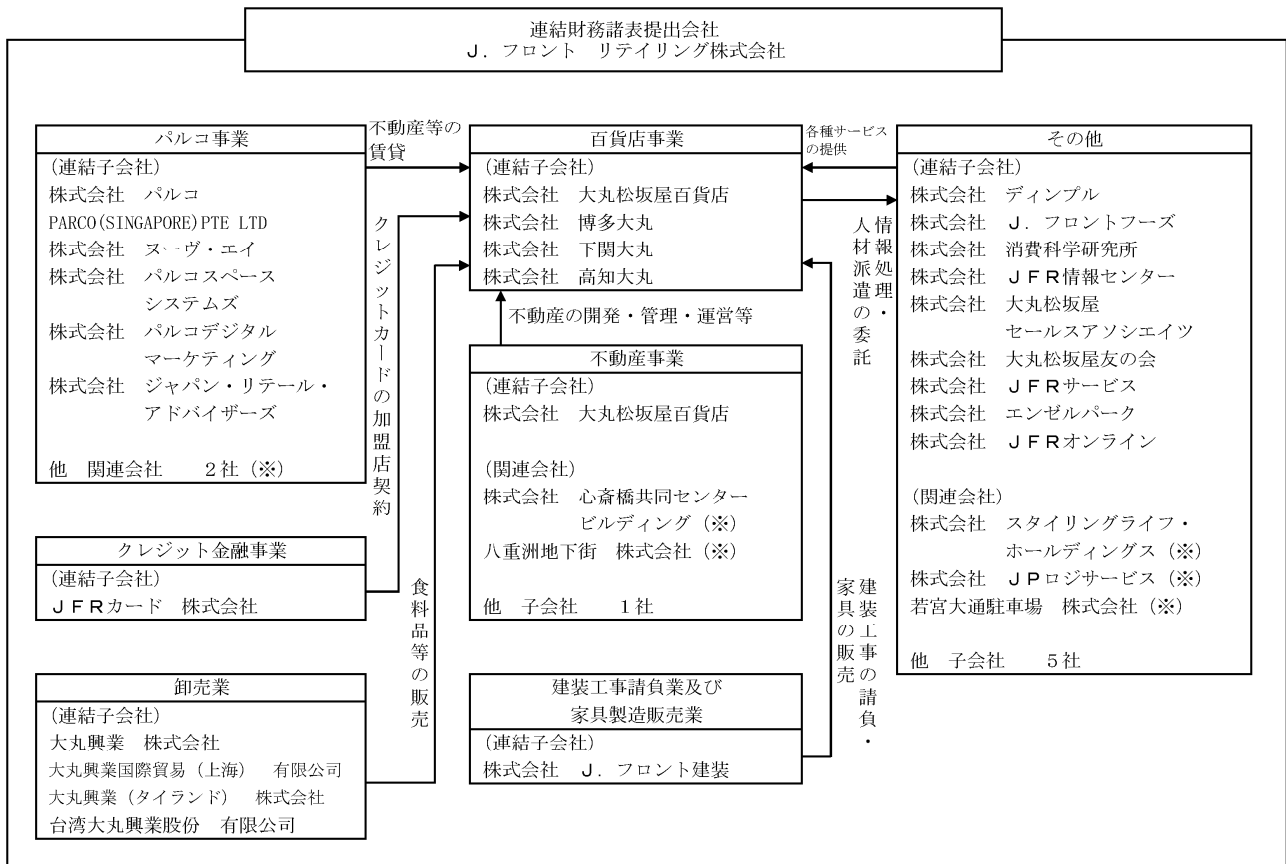 連結財務諸表提出会社
J．フロント　リテイリング株式会社
パルコ事業
(連結子会社)
株式会社　パルコ
PARCO(SINGAPORE)PTE LTD
株式会社　ヌーヴ・エイ
株式会社　パルコスペース
システムズ
株式会社　パルコデジタル
マーケティング
株式会社　ジャパン・リテール・
アドバイザーズ
他　関連会社　　2社（※）
不動産等の
賃貸
クレジットカードの加盟店契約
クレジット金融事業
(連結子会社)
JFRカード　株式会社
食料品等の販売
卸売業
(連結子会社)
大丸興業　株式会社
大丸興業国際貿易（上海）　有限公司
大丸興業（タイランド）　株式会社
台湾大丸興業股份　有限公司
百貨店事業
(連結子会社)
株式会社　大丸松坂屋百貨店
株式会社　博多大丸
株式会社　下関大丸
株式会社　高知大丸
不動産の開発・管理・運営等
不動産事業
(連結子会社)
株式会社　大丸松坂屋百貨店
(関連会社)
株式会社　心斎橋共同センター
ビルディング（※）
八重洲地下街　株式会社（※）
他　子会社　　1社
建装工事請負業及び
家具製造販売業
(連結子会社)
株式会社　J．フロント建装
各種サービス
の提供
情報処理・
人材派遣の委託
建装工事の請負・
家具の販売
その他
(連結子会社)
株式会社　ディンプル
株式会社　J．フロントフーズ
株式会社　消費科学研究所
株式会社　JFR情報センター
株式会社　大丸松坂屋
セールスアソシエイツ
株式会社　大丸松坂屋友の会
株式会社　JFRサービス
株式会社　エンゼルパーク
株式会社　JFRオンライン
(関連会社)
株式会社　スタイリングライフ・
ホールディングス（※）
株式会社　JPロジサービス（※）
若宮大通駐車場　株式会社（※）
他　子会社　　5社